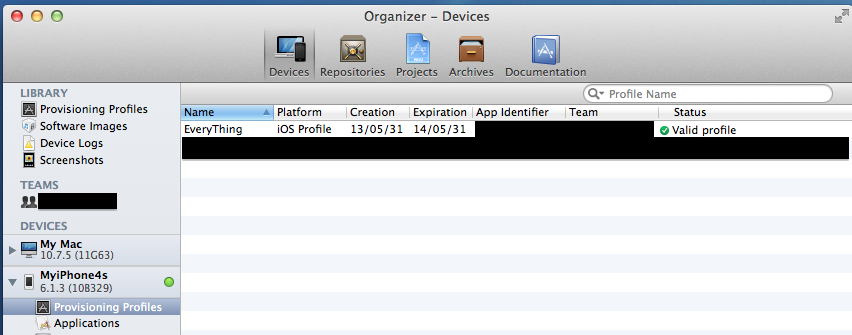 Organizer – Devices
Devices Repositories Projects Archives Documentation
Profile Name
LIBRARY
Provisioning Profiles
Software Images
Device Logs
Screenshots
TEAMS
DEVICES
My Mac
10.7.5 (11G63)
MyiPhone4s
6.1.3 (10B329)
Provisioning Profiles
Applications
Name Platform Creation Expiration App Identifier Team Status
EveryThing iOS Profile 13/05/31 14/05/31 Valid profile